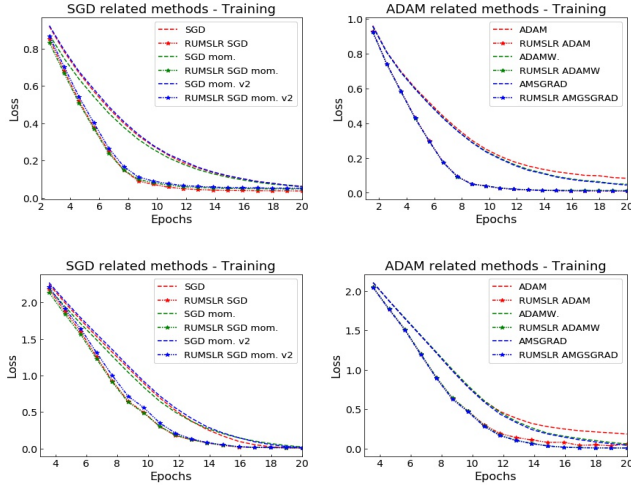 SGD related methods - Training
Loss
0.8
0.6
0.4
0.2
0.0
SGD
RUMSLR SGD
SGD mom.
RUMSLR SGD mom.
SGD mom. v2
RUMSLR SGD mom. v2
2 4 6 8 10 12 14 16 18 20
Epochs
ADAM related methods - Training
Loss
1.0
0.8
0.6
0.4
0.2
0.0
ADAM
RUMSLR ADAM
ADAMW.
RUMSLR ADAMW
AMSGRAD
RUMSLR AMGSGRAD
4 6 8 10 12 14 16 18 20
Epochs
SGD related methods - Training
Loss
2.0
1.5
1.0
0.5
0.0
SGD
RUMSLR SGD
SGD mom.
RUMSLR SGD mom.
SGD mom. v2
RUMSLR SGD mom. v2
4 6 8 10 12 14 16 18 20
Epochs
ADAM related methods - Training
Loss
2.0
1.5
1.0
0.5
0.0
ADAM
RUMSLR ADAM
ADAMW.
RUMSLR ADAMW
AMSGRAD
RUMSLR AMGSGRAD
4 6 8 10 12 14 16 18 20
Epochs